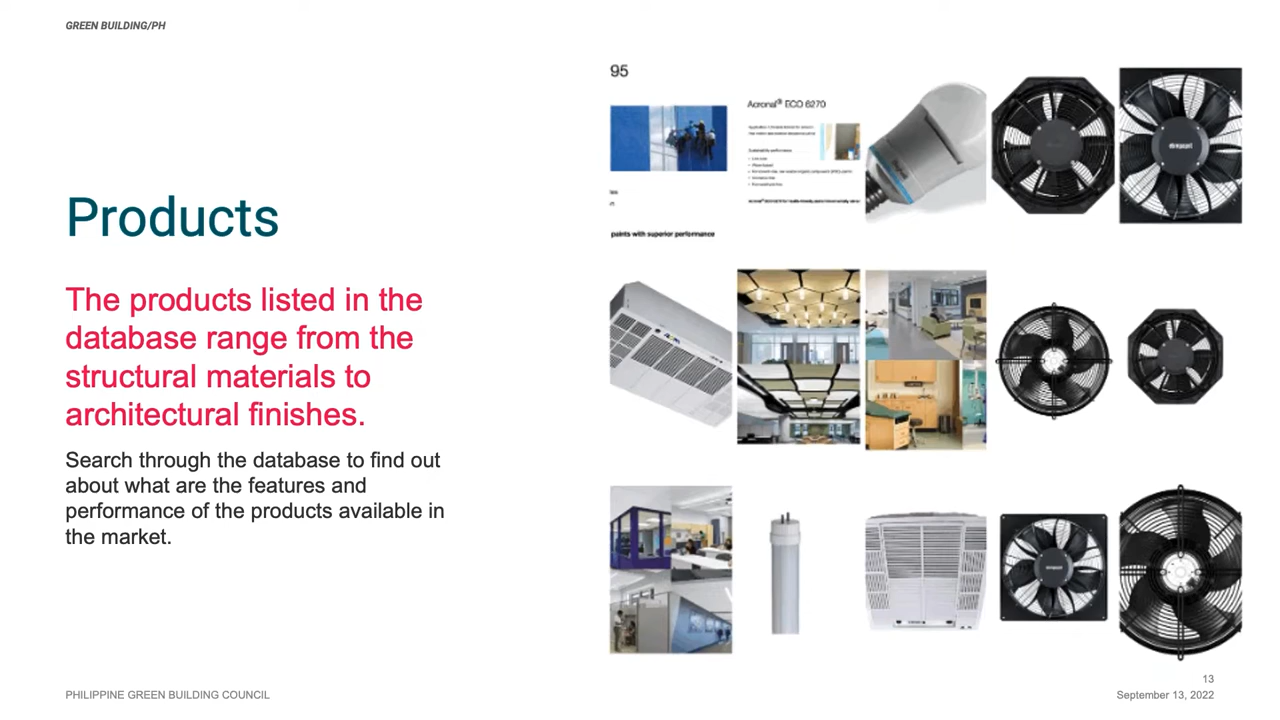 GREEN BUILDING/PH
Products
The products listed in the
database range from the
structural materials to
architectural finishes.
Search through the database to find out
about what are the features and
performance of the products available in
the market.
95
paints with superior performance
Acronal® ECO 6270
Sustainability performance
PHILIPPINE GREEN BUILDING COUNCIL
13
September 13, 2022